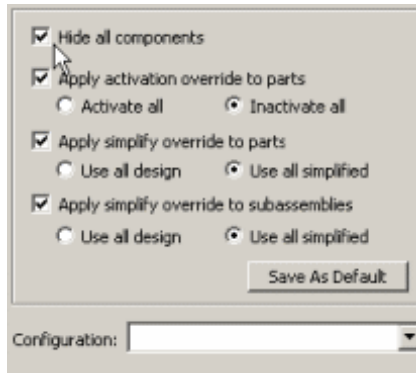 Hide all components
Apply activation override to parts
Activate all Inactivate all
Apply simplify override to parts
Use all design Use all simplified
Apply simplify override to subassemblies
Use all design Use all simplified
Save As Default
Configuration: